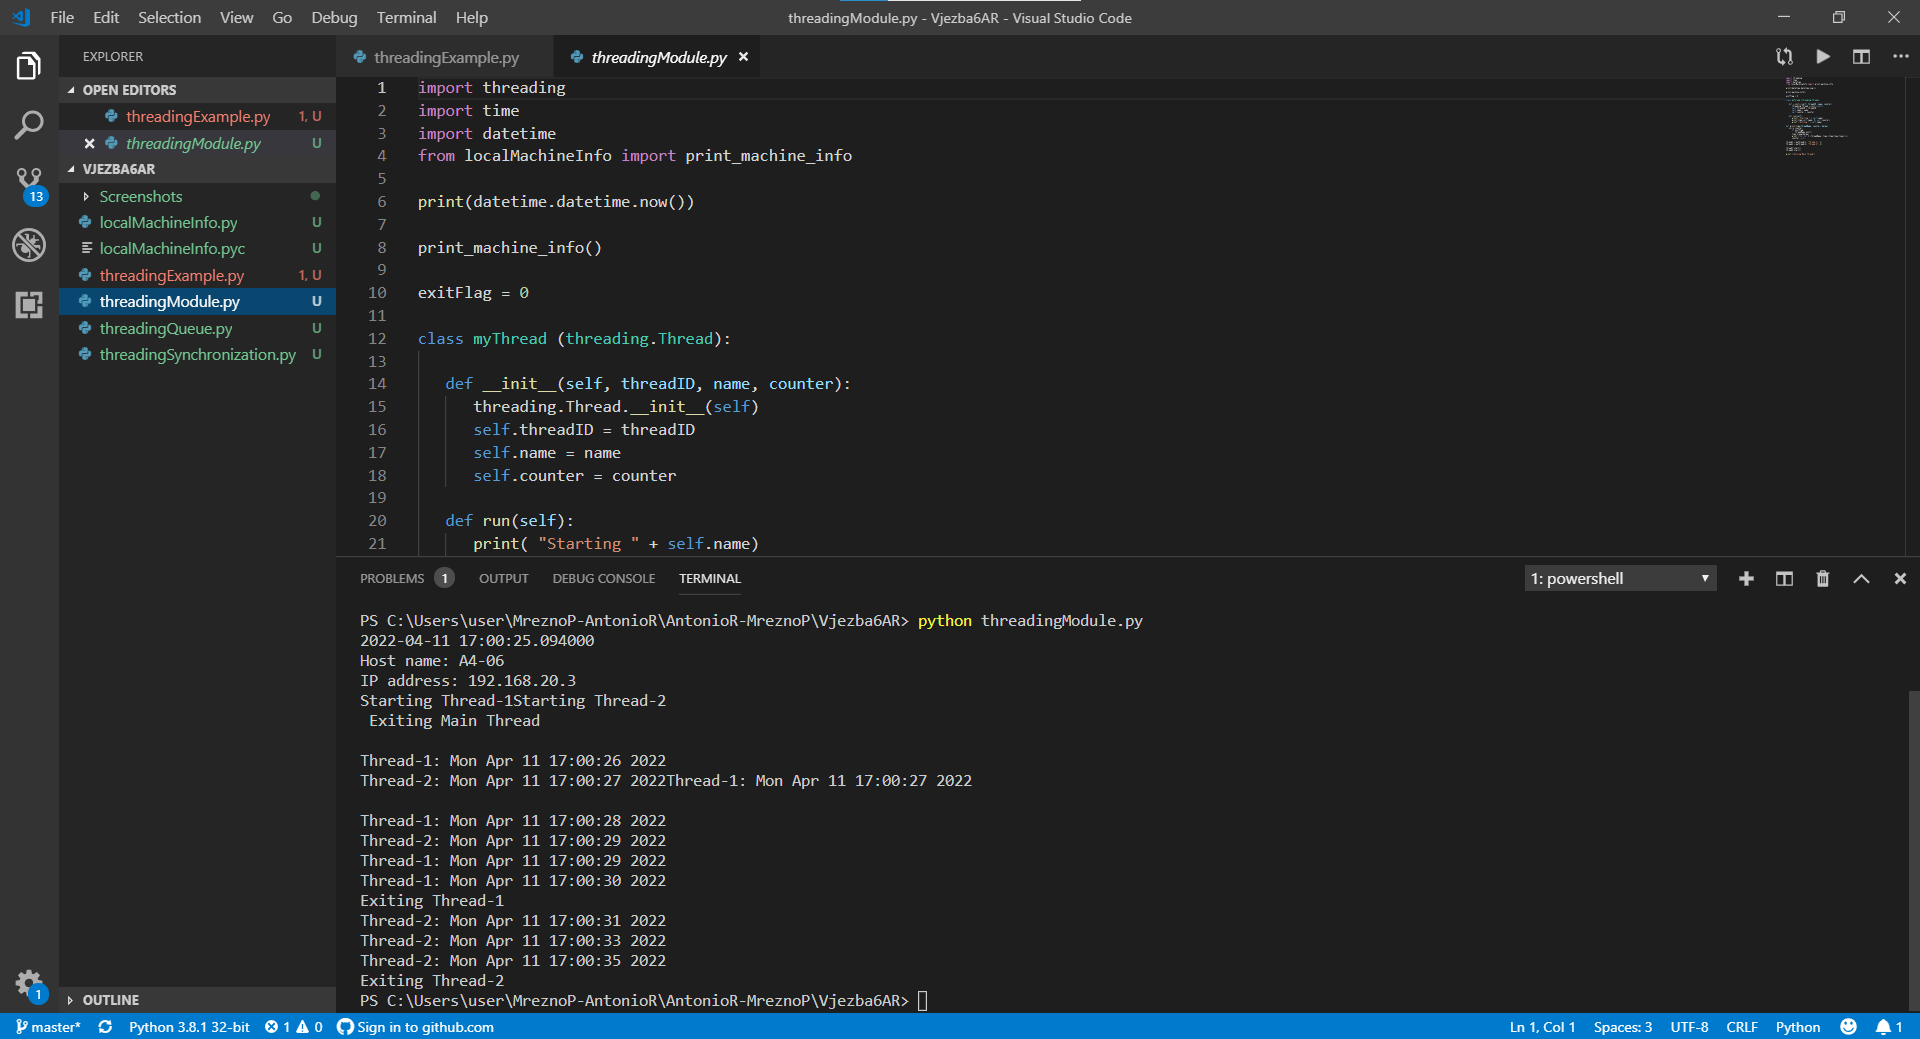 File Edit Selection View Go Debug Terminal Help
threadingModule.py - Vjezba6AR - Visual Studio Code
EXPLORER
OPEN EDITORS
threadingExample.py 1, U
threadingModule.py U
VJEZBA6AR
Screenshots
localMachineInfo.py U
localMachineInfo.pyc U
threadingExample.py 1, U
threadingModule.py U
threadingQueue.py U
threadingSynchronization.py U
OUTLINE
13
1
threadingExample.py
threadingModule.py
1 import threading
2 import time
3 import datetime
4 from localMachineInfo import print_machine_info
5
6 print(datetime.datetime.now())
7
8 print_machine_info()
9
10 exitFlag = 0
11
12 class myThread (threading.Thread):
13
14 def __init__(self, threadID, name, counter):
15 threading.Thread.__init__(self)
16 self.threadID = threadID
17 self.name = name
18 self.counter = counter
19
20 def run(self):
21 print( "Starting " + self.name)
PROBLEMS 1 OUTPUT DEBUG CONSOLE TERMINAL
1: powershell
PS C:\Users\user\MreznoP-AntonioR\AntonioR-MreznoP\Vjezba6AR> python threadingModule.py
2022-04-11 17:00:25.094000
Host name: A4-06
IP address: 192.168.20.3
Starting Thread-1Starting Thread-2
Exiting Main Thread
Thread-1: Mon Apr 11 17:00:26 2022
Thread-2: Mon Apr 11 17:00:27 2022Thread-1: Mon Apr 11 17:00:27 2022
Thread-1: Mon Apr 11 17:00:28 2022
Thread-2: Mon Apr 11 17:00:29 2022
Thread-1: Mon Apr 11 17:00:29 2022
Thread-1: Mon Apr 11 17:00:30 2022
Exiting Thread-1
Thread-2: Mon Apr 11 17:00:31 2022
Thread-2: Mon Apr 11 17:00:33 2022
Thread-2: Mon Apr 11 17:00:35 2022
Exiting Thread-2
PS C:\Users\user\MreznoP-AntonioR\AntonioR-MreznoP\Vjezba6AR>
master* Python 3.8.1 32-bit 1 0 Sign in to github.com
Ln 1, Col 1 Spaces: 3 UTF-8 CRLF Python 1